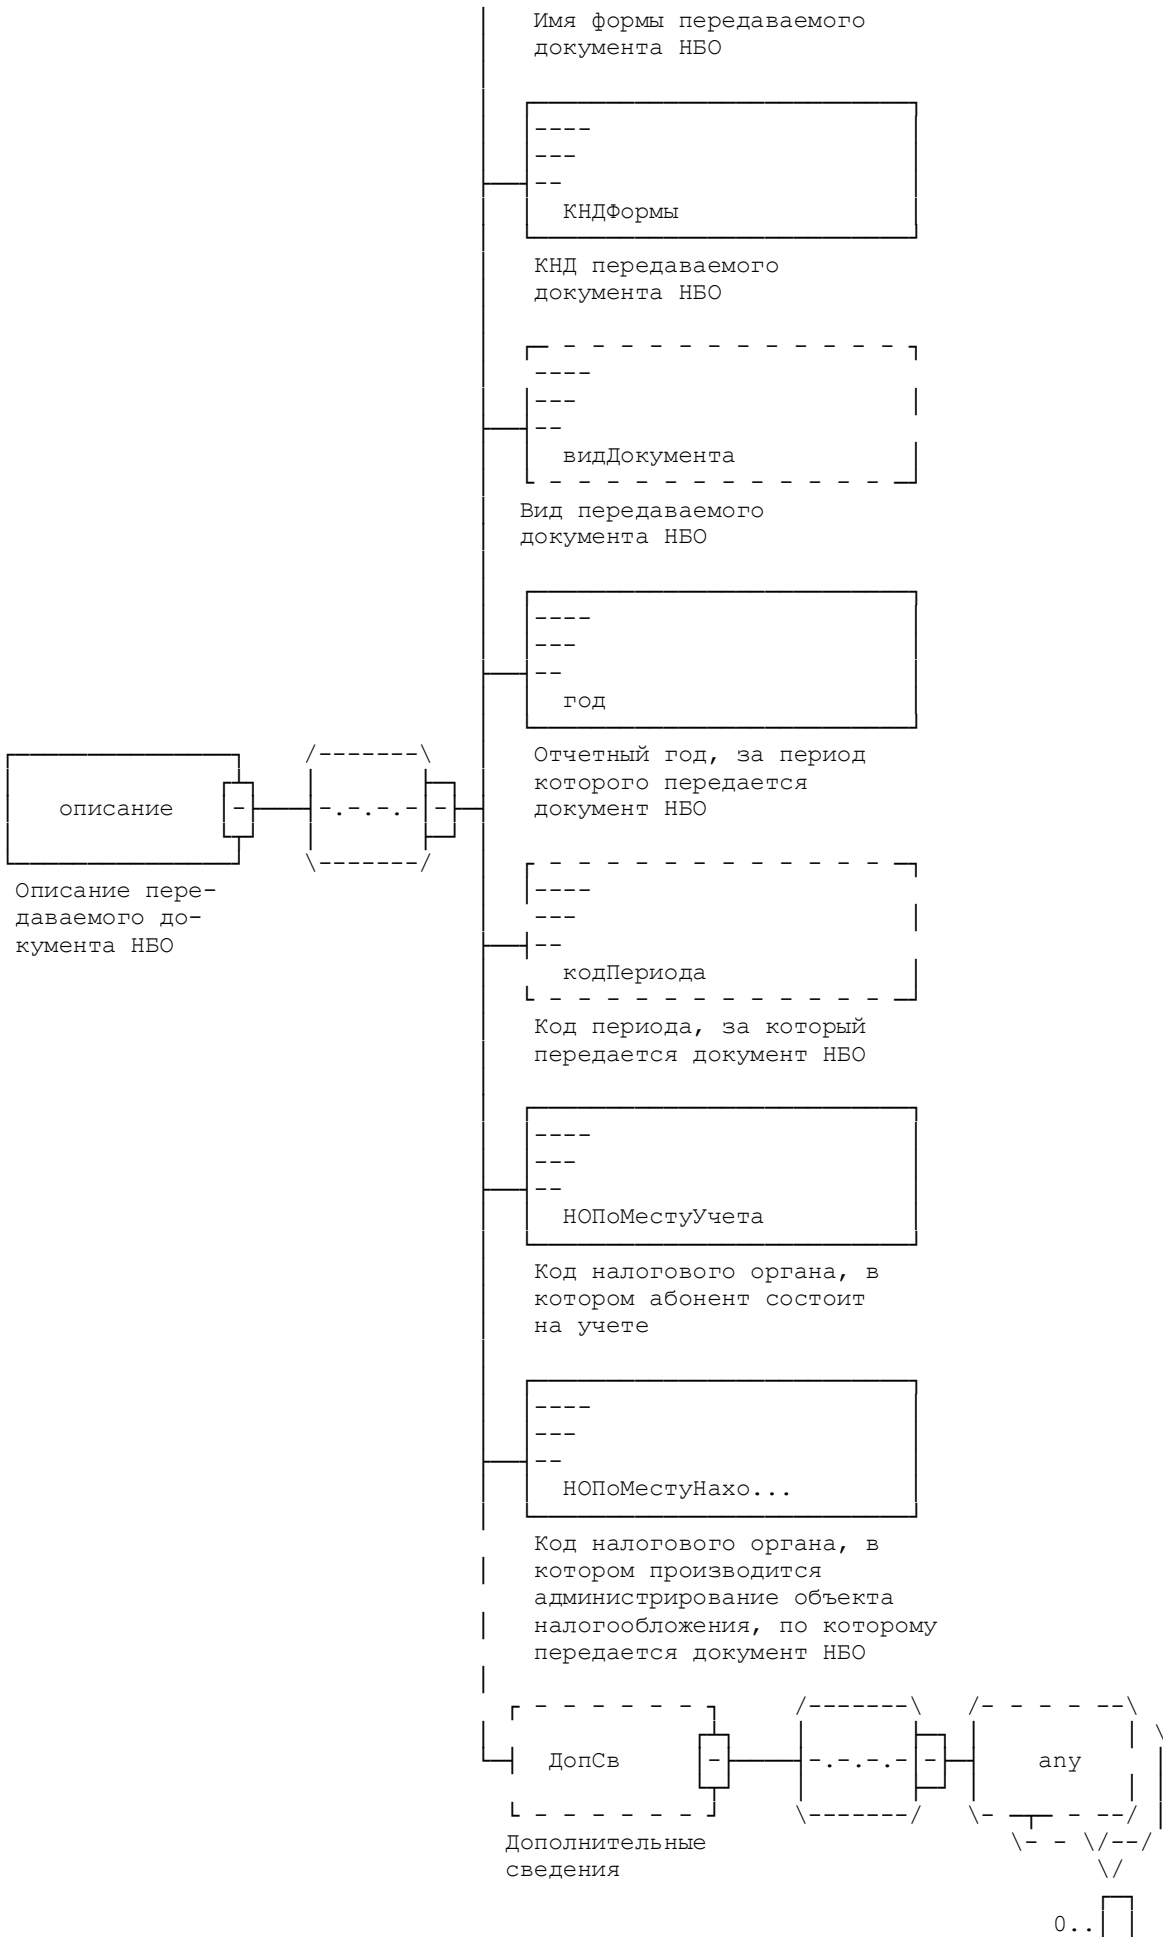 Имя формы передаваемого
документа НБО
КНДФормы
КНД передаваемого
документа НБО
видДокумента
Вид передаваемого
документа НБО
год
Отчетный год, за период
которого передается
документ НБО
описание
Описание пере-
даваемого до-
кумента НБО
кодПериода
Код периода, за который
передается документ НБО
НОПоМестуУчета
Код налогового органа, в
котором абонент состоит
на учете
НОПоМестуНахо...
Код налогового органа, в
котором производится
администрирование объекта
налогообложения, по которому
передается документ НБО
ДопСв
any
Дополнительные
сведения
0..